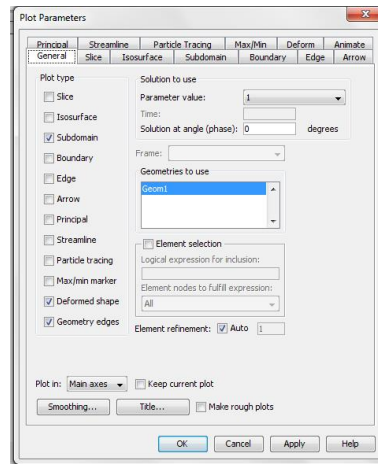 Plot Parameters
Principal Streamline Particle Tracing Max/Min Deform Animate
General Slice Isosurface Subdomain Boundary Edge Arrow
Plot type
Slice
Isosurface
Subdomain
Boundary
Edge
Arrow
Principal
Streamline
Particle tracing
Max/min marker
Deformed shape
Geometry edges
Solution to use
Parameter value: 1
Time:
Solution at angle (phase): 0 degrees
Frame:
Geometries to use
Geom1
Element selection
Logical expression for inclusion:
Element nodes to fulfill expression:
All
Element refinement: Auto 1
Plot in: Main axes Keep current plot
Smoothing... Title... Make rough plots
OK Cancel Apply Help